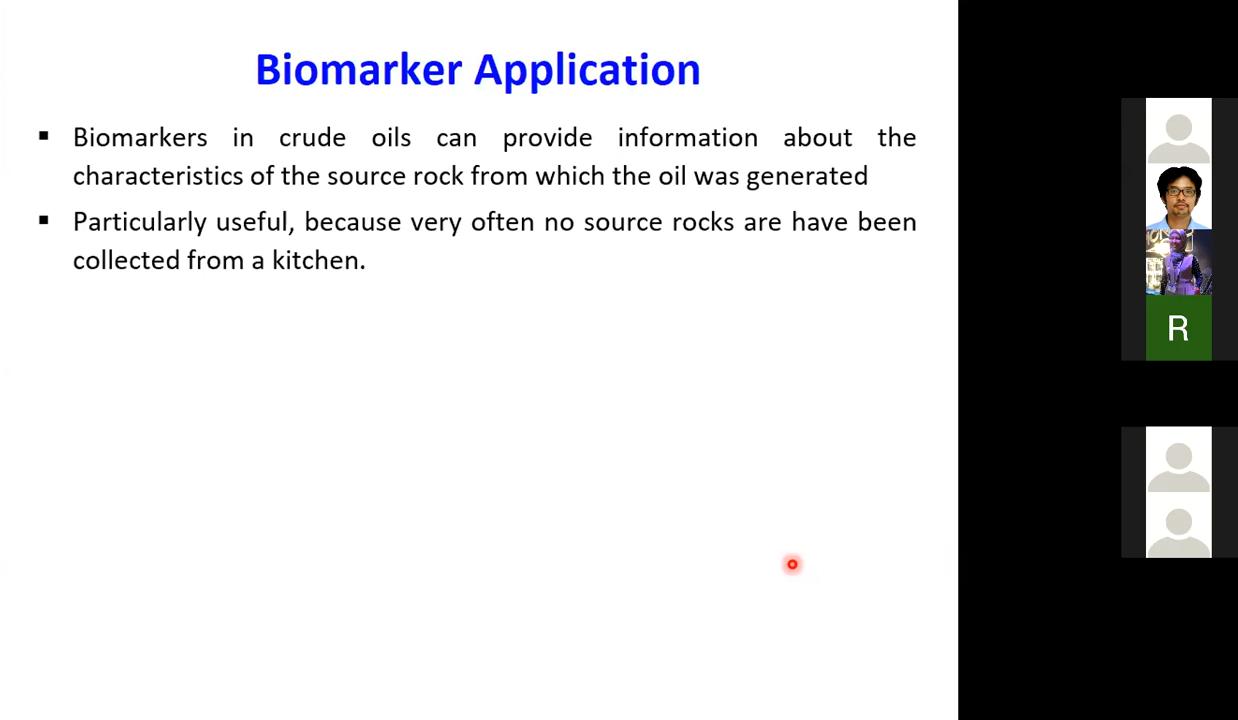 Biomarker Application
▪ Biomarkers in crude oils can provide information about the
characteristics of the source rock from which the oil was generated
▪ Particularly useful, because very often no source rocks are have been
collected from a kitchen.
R